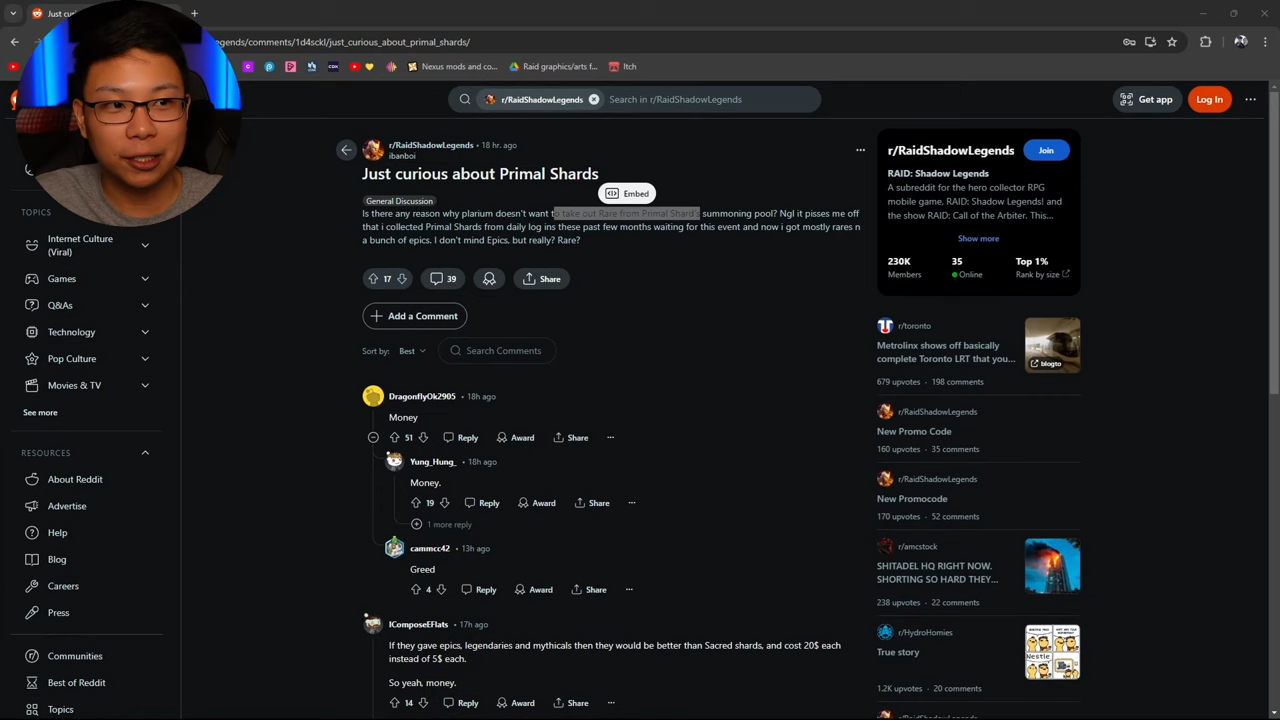 Just curi
egends/comments/1d4sckl/just_curious_about_primal_shards/
Nexus mods and co...
Raid graphics/arts f...
Itch
r/RaidShadowLegends
Search in r/RaidShadowLegends
Get app
Log In
TOPICS
Internet Culture
(Viral)
Games
Q&As
Technology
Pop Culture
Movies & TV
See more
RESOURCES
About Reddit
Advertise
Help
Blog
Careers
Press
Communities
Best of Reddit
Topics
r/RaidShadowLegends • 18 hr. ago
ibanboi
Just curious about Primal Shards
Embed
General Discussion
Is there any reason why plarium doesn't want to take out Rare from Primal Shard's summoning pool? Ngl it pisses me off
that i collected Primal Shards from daily log ins these past few months waiting for this event and now i got mostly rares n
a bunch of epics. I don't mind Epics, but really? Rare?
17
39
Share
Add a Comment
Sort by: Best
Search Comments
DragonflyOk2905 • 18h ago
Money
51 Reply Award Share
Yung_Hung_ • 18h ago
Money.
19 Reply Award Share
1 more reply
cammcc42 • 13h ago
Greed
4 Reply Award Share
IComposeEFlats • 17h ago
If they gave epics, legendaries and mythicals then they would be better than Sacred shards, and cost 20$ each
instead of 5$ each.
So yeah, money.
14 Reply Award Share
r/RaidShadowLegends
Join
RAID: Shadow Legends
A subreddit for the hero collector RPG
mobile game, RAID: Shadow Legends! and
the show RAID: Call of the Arbiter. This...
Show more
230K
Members
35
Online
Top 1%
Rank by size
r/toronto
Metrolinx shows off basically
complete Toronto LRT that you...
blogto
679 upvotes • 198 comments
r/RaidShadowLegends
New Promo Code
160 upvotes • 35 comments
r/RaidShadowLegends
New Promocode
170 upvotes • 52 comments
r/amcstock
SHITADEL HQ RIGHT NOW.
SHORTING SO HARD THEY...
238 upvotes • 22 comments
r/HydroHomies
True story
Nestle
1.2K upvotes • 20 comments